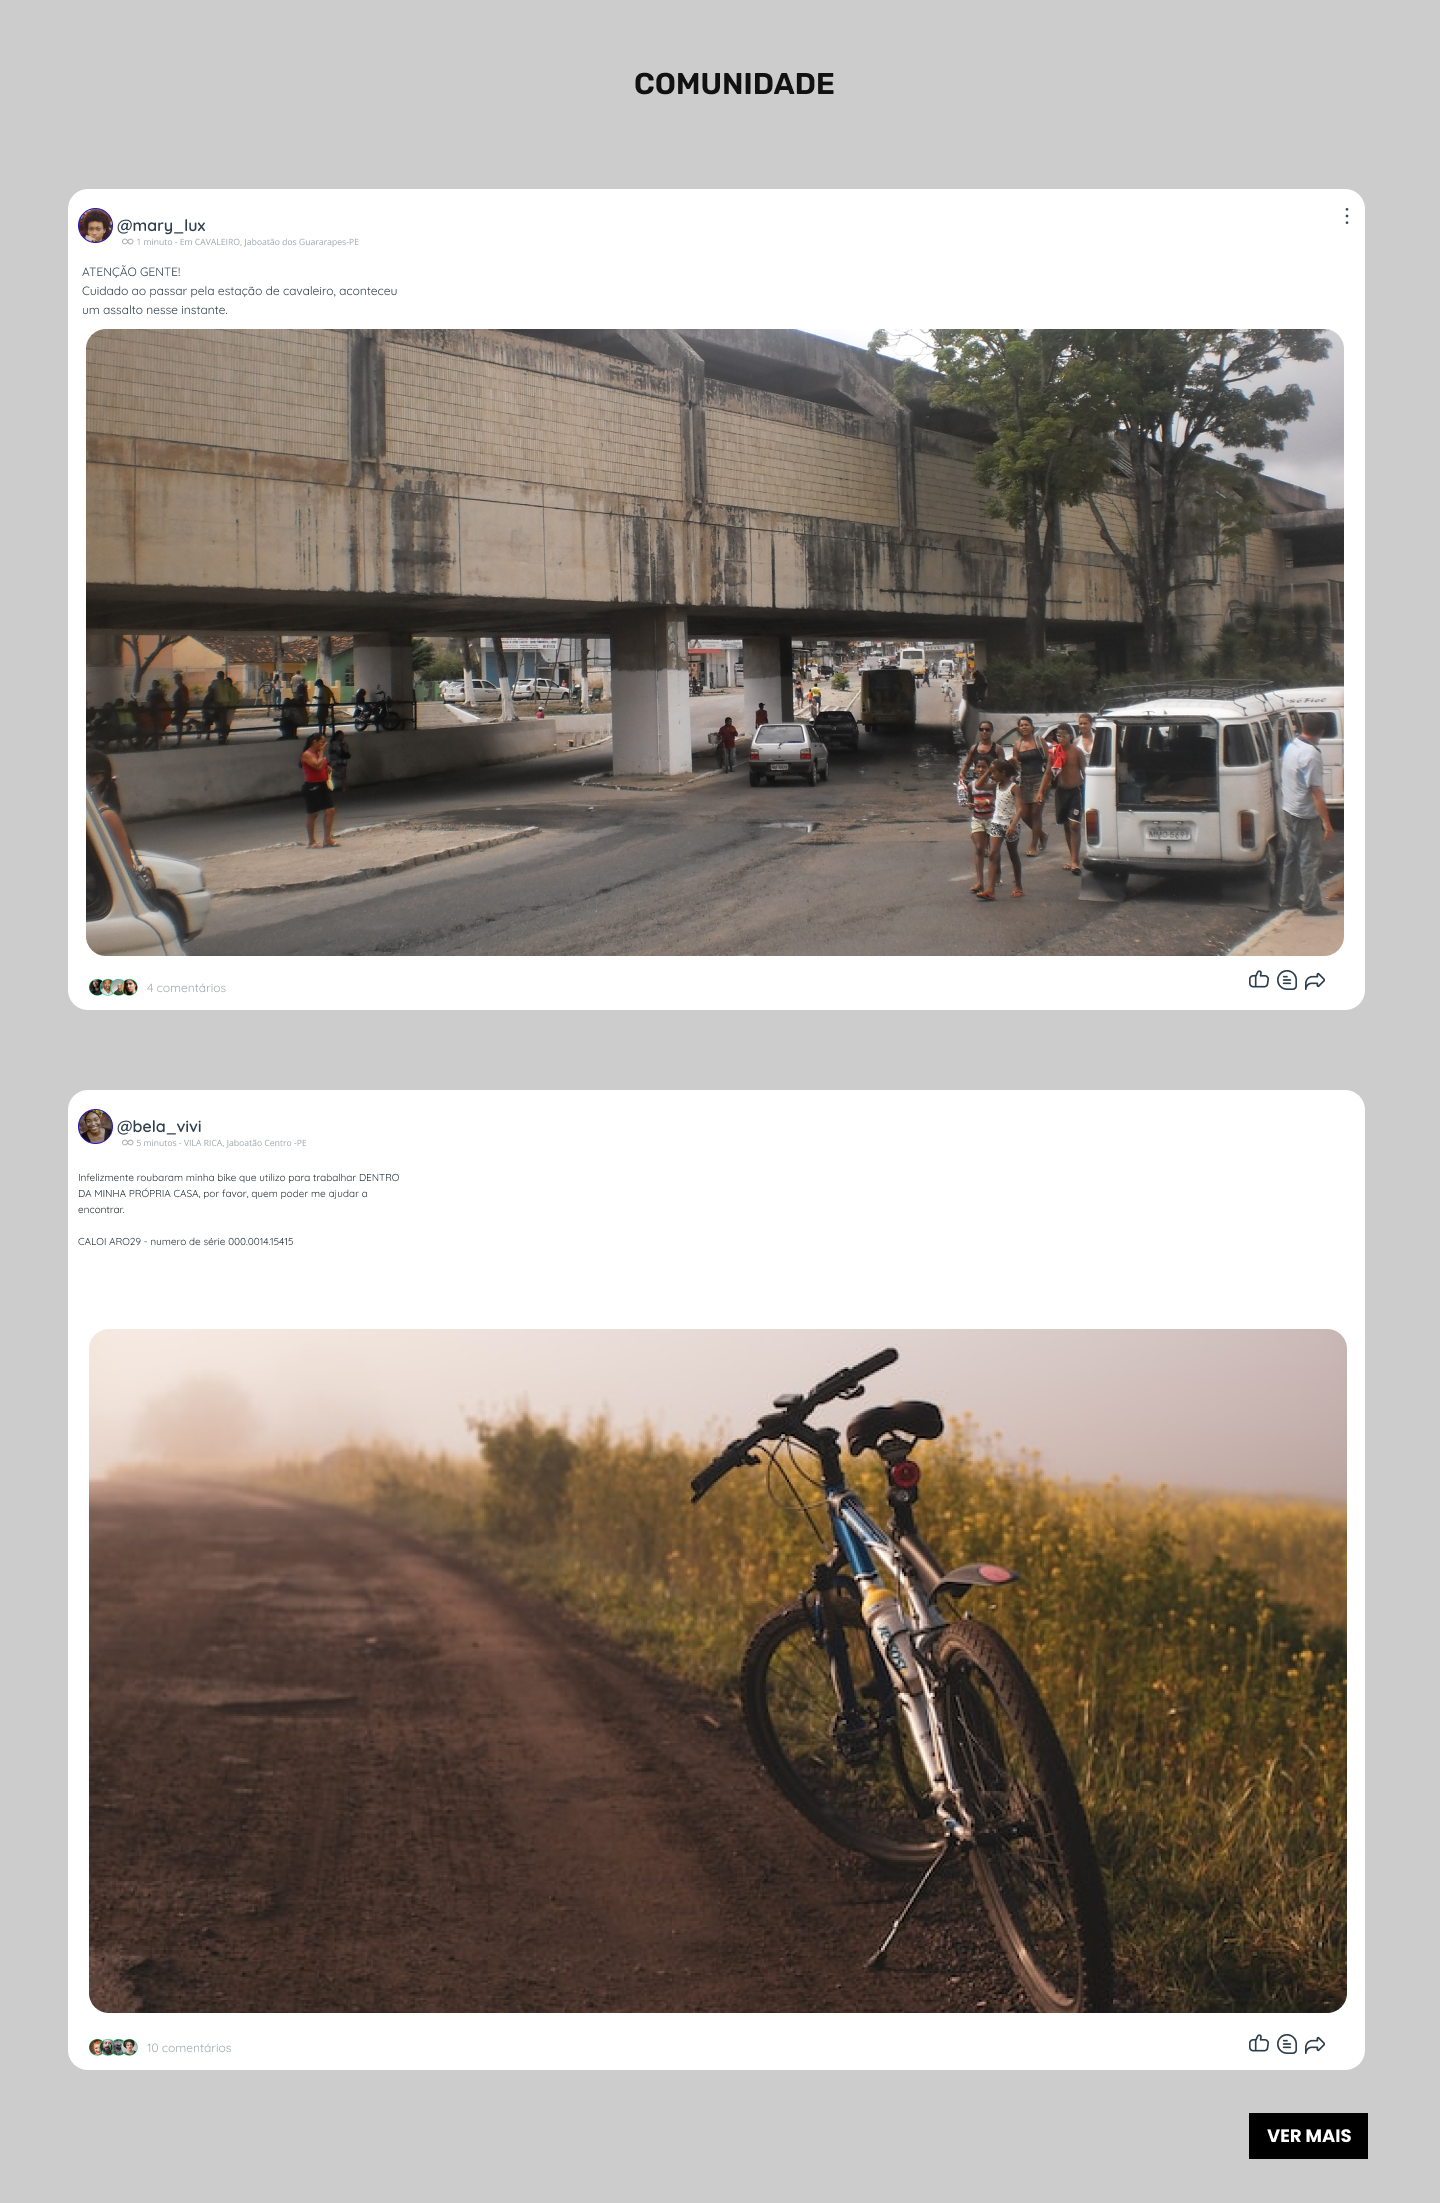 COMUNIDADE
@mary_lux
1 minuto - Em CAVALEIRO, Jaboatão dos Guararapes-PE
ATENÇÃO GENTE!
Cuidado ao passar pela estação de cavaleiro, aconteceu
um assalto nesse instante.
4 comentários
@bela_vivi
5 minutos - VILA RICA, Jaboatão Centro -PE
Infelizmente roubaram minha bike que utilizo para trabalhar DENTRO
DA MINHA PRÓPRIA CASA, por favor, quem poder me ajudar a
encontrar.
CALOI ARO29 - numero de série 000.0014.15415
10 comentários
VER MAIS